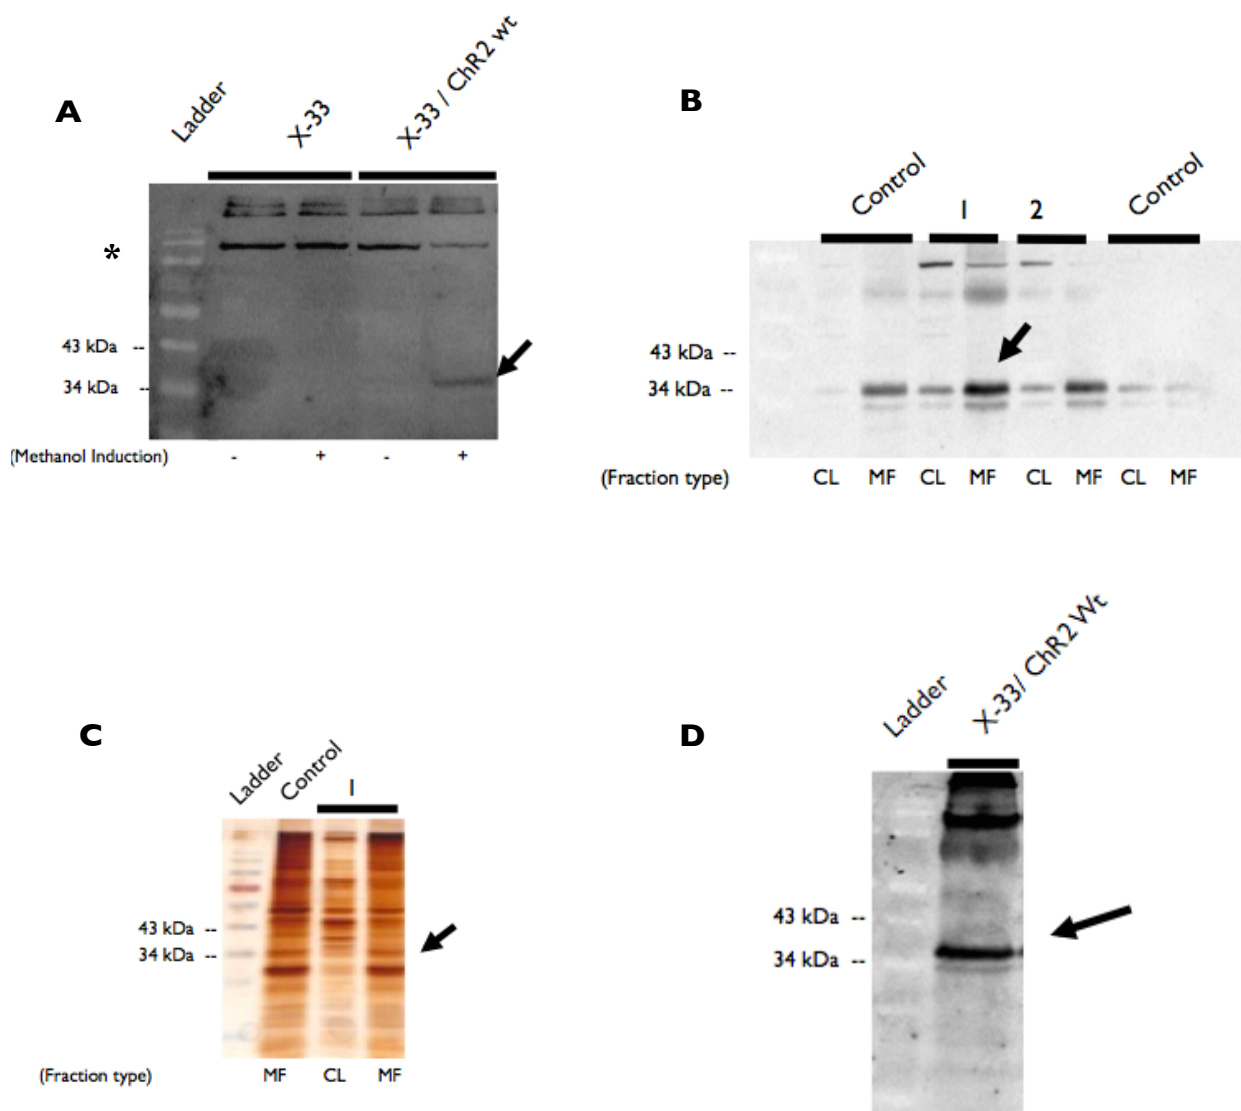 A
Ladder
X-33
X-33 / ChR2 wt
*
43 kDa --
34 kDa --
(Methanol Induction) - + - +
B
Control
1
2
Control
43 kDa --
34 kDa --
(Fraction type) CL MF CL MF CL MF CL MF
C
Ladder
Control
1
43 kDa --
34 kDa --
(Fraction type) MF CL MF
D
Ladder
X-33/ ChR2 Wt
43 kDa --
34 kDa --